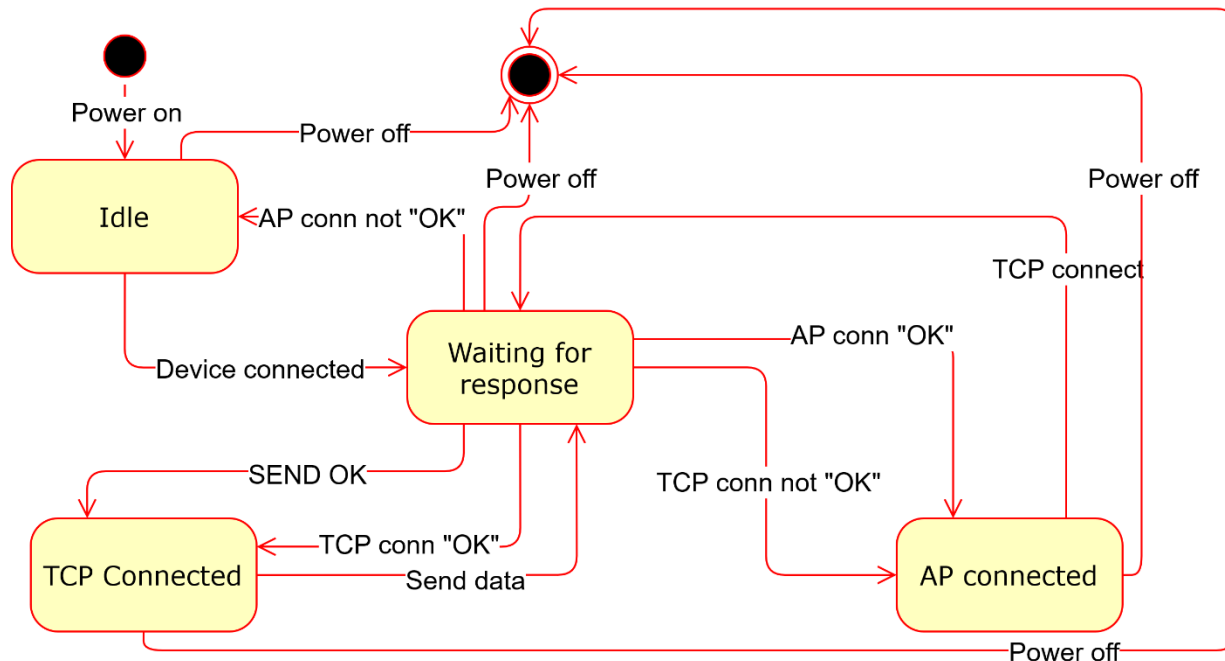 Power on
Power off
Power off
Power off
Idle
AP conn not "OK"
TCP connect
AP conn "OK"
Waiting for
response
Device connected
SEND OK
TCP conn not "OK"
TCP conn "OK"
TCP Connected
Send data
AP connected
Power off